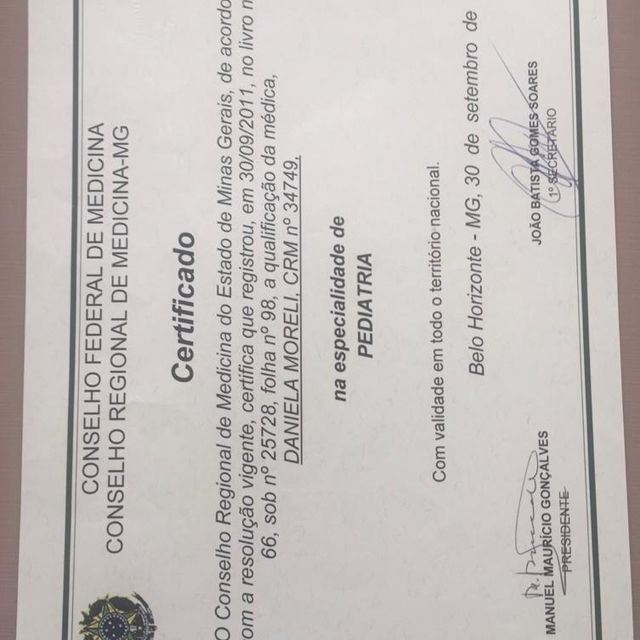 CONSELHO FEDERAL DE MEDICINA
CONSELHO REGIONAL DE MEDICINA-MG
Certificado
O Conselho Regional de Medicina do Estado de Minas Gerais, de acordo
om a resolução vigente, certifica que registrou, em 30/09/2011, no livro n
66, sob nº 25728, folha nº 98, a qualificação da médica,
DANIELA MORELI, CRM nº 34749,
na especialidade de
PEDIATRIA
Com validade em todo o território nacional.
Belo Horizonte - MG, 30 de setembro de
MANUEL MAURÍCIO GONÇALVES
PRESIDENTE
JOÃO BATISTA GOMES SOARES
1º SECRETÁRIO